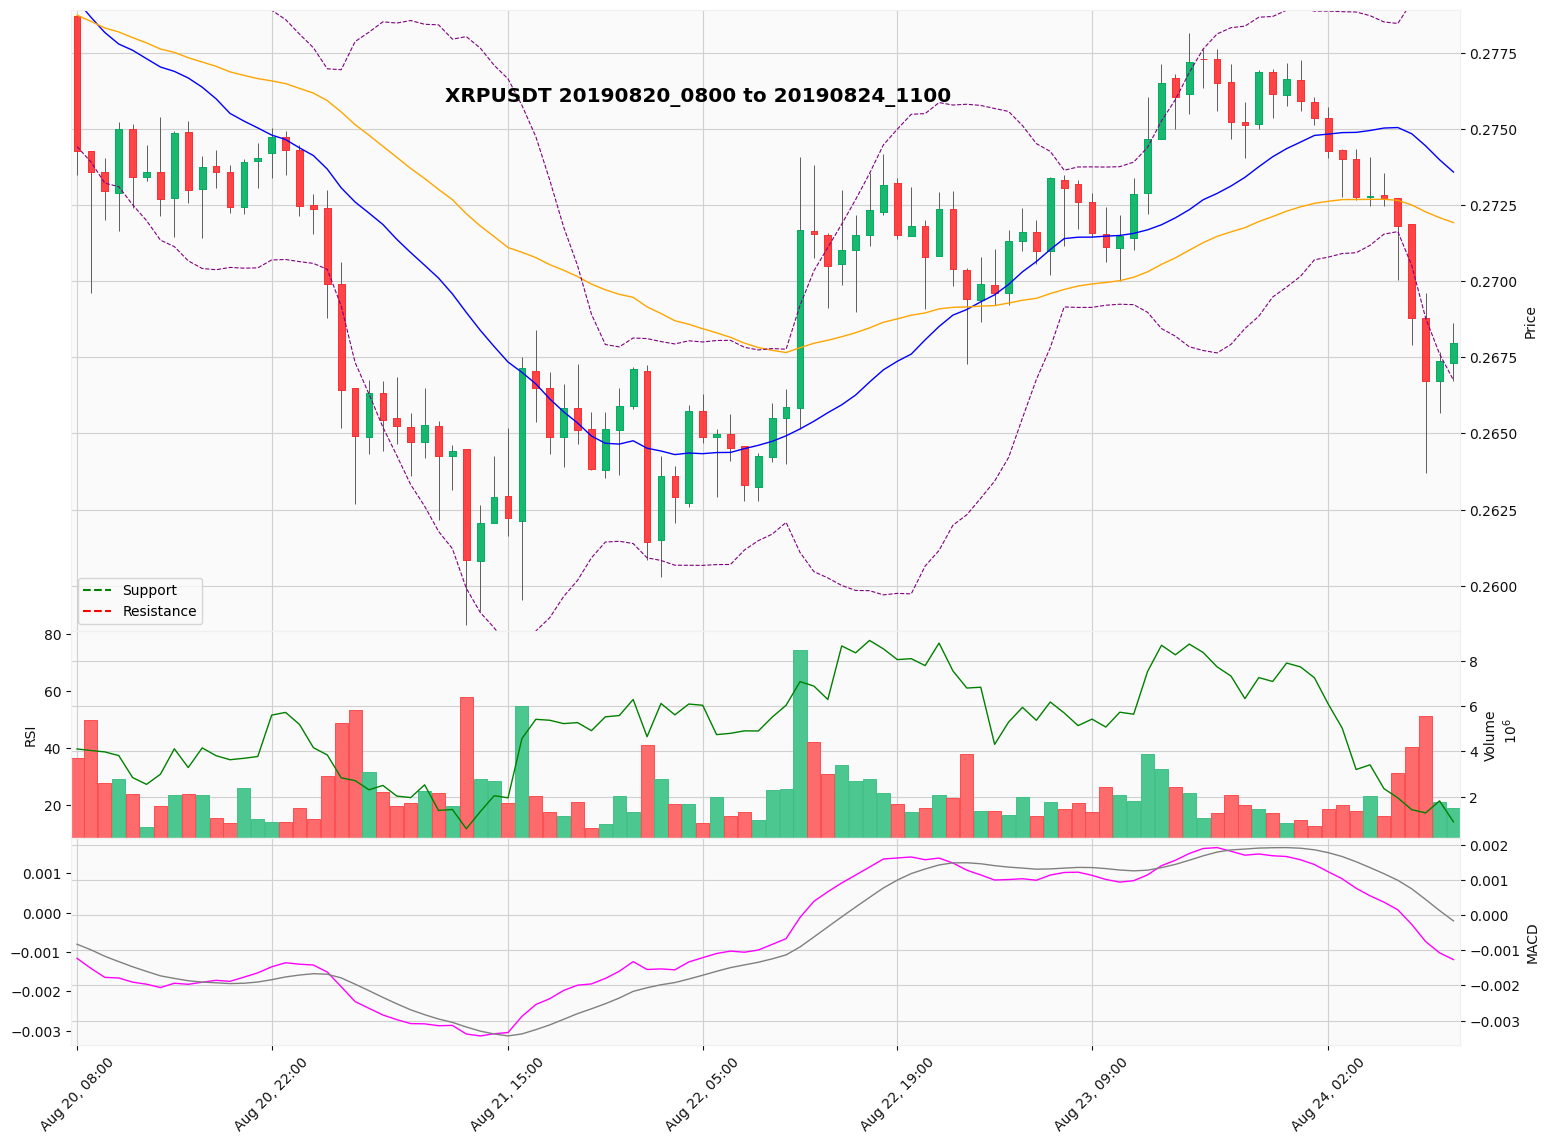 XRPUSDT 20190820_0800 to 20190824_1100
0.2775
0.2750
0.2725
0.2700
0.2675
0.2650
0.2625
0.2600
Price
Support
Resistance
80
60
40
20
RSI
8
6
4
2
Volume
10^6
0.001
0.000
−0.001
−0.002
−0.003
0.002
0.001
0.000
−0.001
−0.002
−0.003
MACD
Aug 20, 08:00
Aug 20, 22:00
Aug 21, 15:00
Aug 22, 05:00
Aug 22, 19:00
Aug 23, 09:00
Aug 24, 02:00